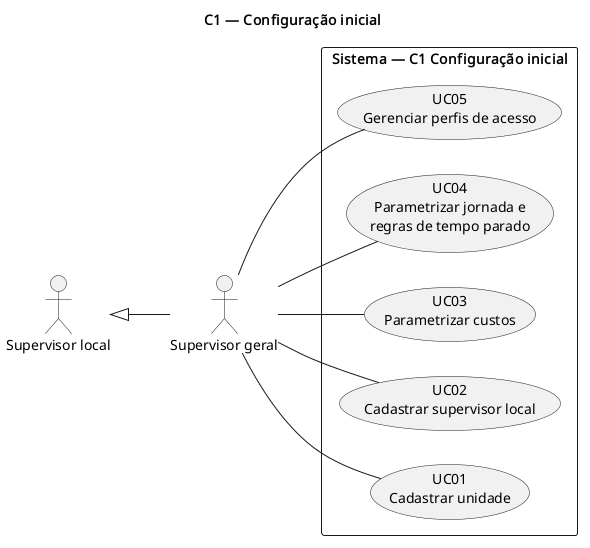 C1 — Configuração inicial
Sistema — C1 Configuração inicial
UC05
Gerenciar perfis de acesso
UC04
Parametrizar jornada e
regras de tempo parado
UC03
Parametrizar custos
UC02
Cadastrar supervisor local
UC01
Cadastrar unidade
Supervisor local
Supervisor geral